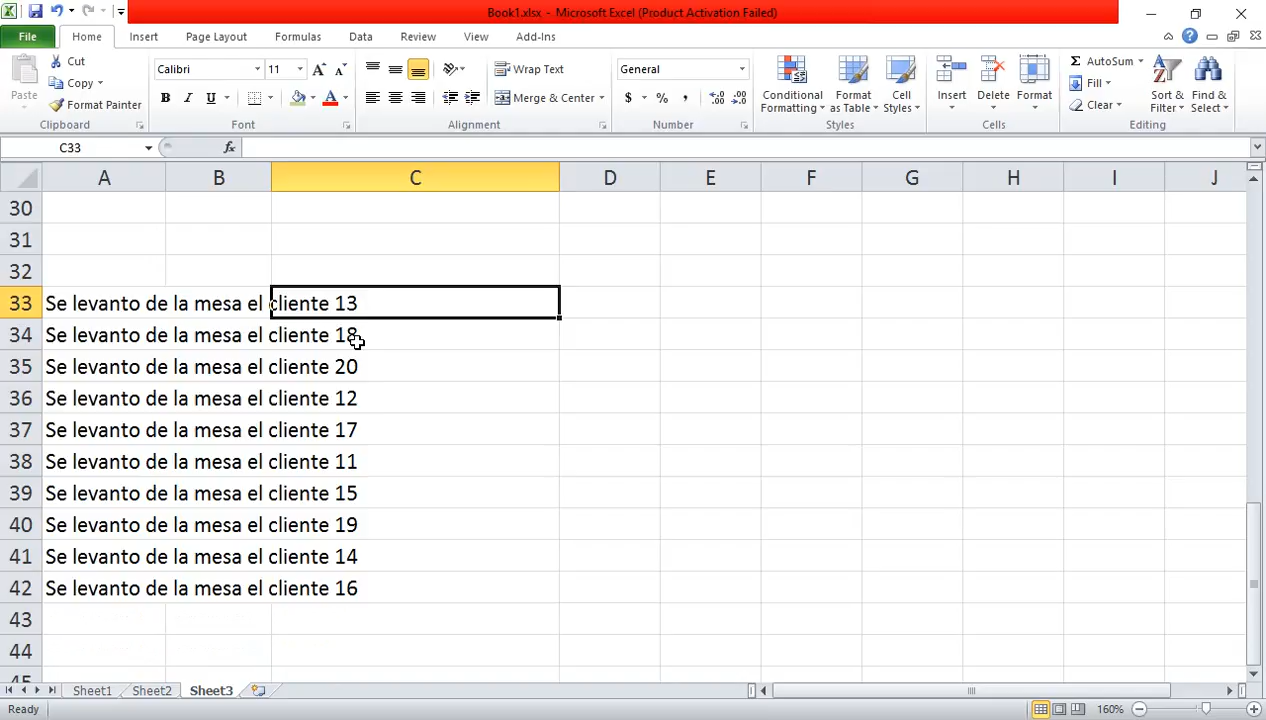 Book1.xlsx - Microsoft Excel (Product Activation Failed)
File Home Insert Page Layout Formulas Data Review View Add-Ins
Cut Calibri 11 Wrap Text General AutoSum
Paste Copy Conditional Formatting Format as Table Cell Styles Insert Delete Format Fill Sort & Filter Find & Select
Format Painter B I U A Merge & Center $ % , Clear
Clipboard Font Alignment Number Styles Cells Editing
C33 fx
A B C D E F G H I J
30
31
32
33 Se levanto de la mesa el cliente 13
34 Se levanto de la mesa el cliente 18
35 Se levanto de la mesa el cliente 20
36 Se levanto de la mesa el cliente 12
37 Se levanto de la mesa el cliente 17
38 Se levanto de la mesa el cliente 11
39 Se levanto de la mesa el cliente 15
40 Se levanto de la mesa el cliente 19
41 Se levanto de la mesa el cliente 14
42 Se levanto de la mesa el cliente 16
43
44
45
Sheet1 Sheet2 Sheet3
Ready 160%